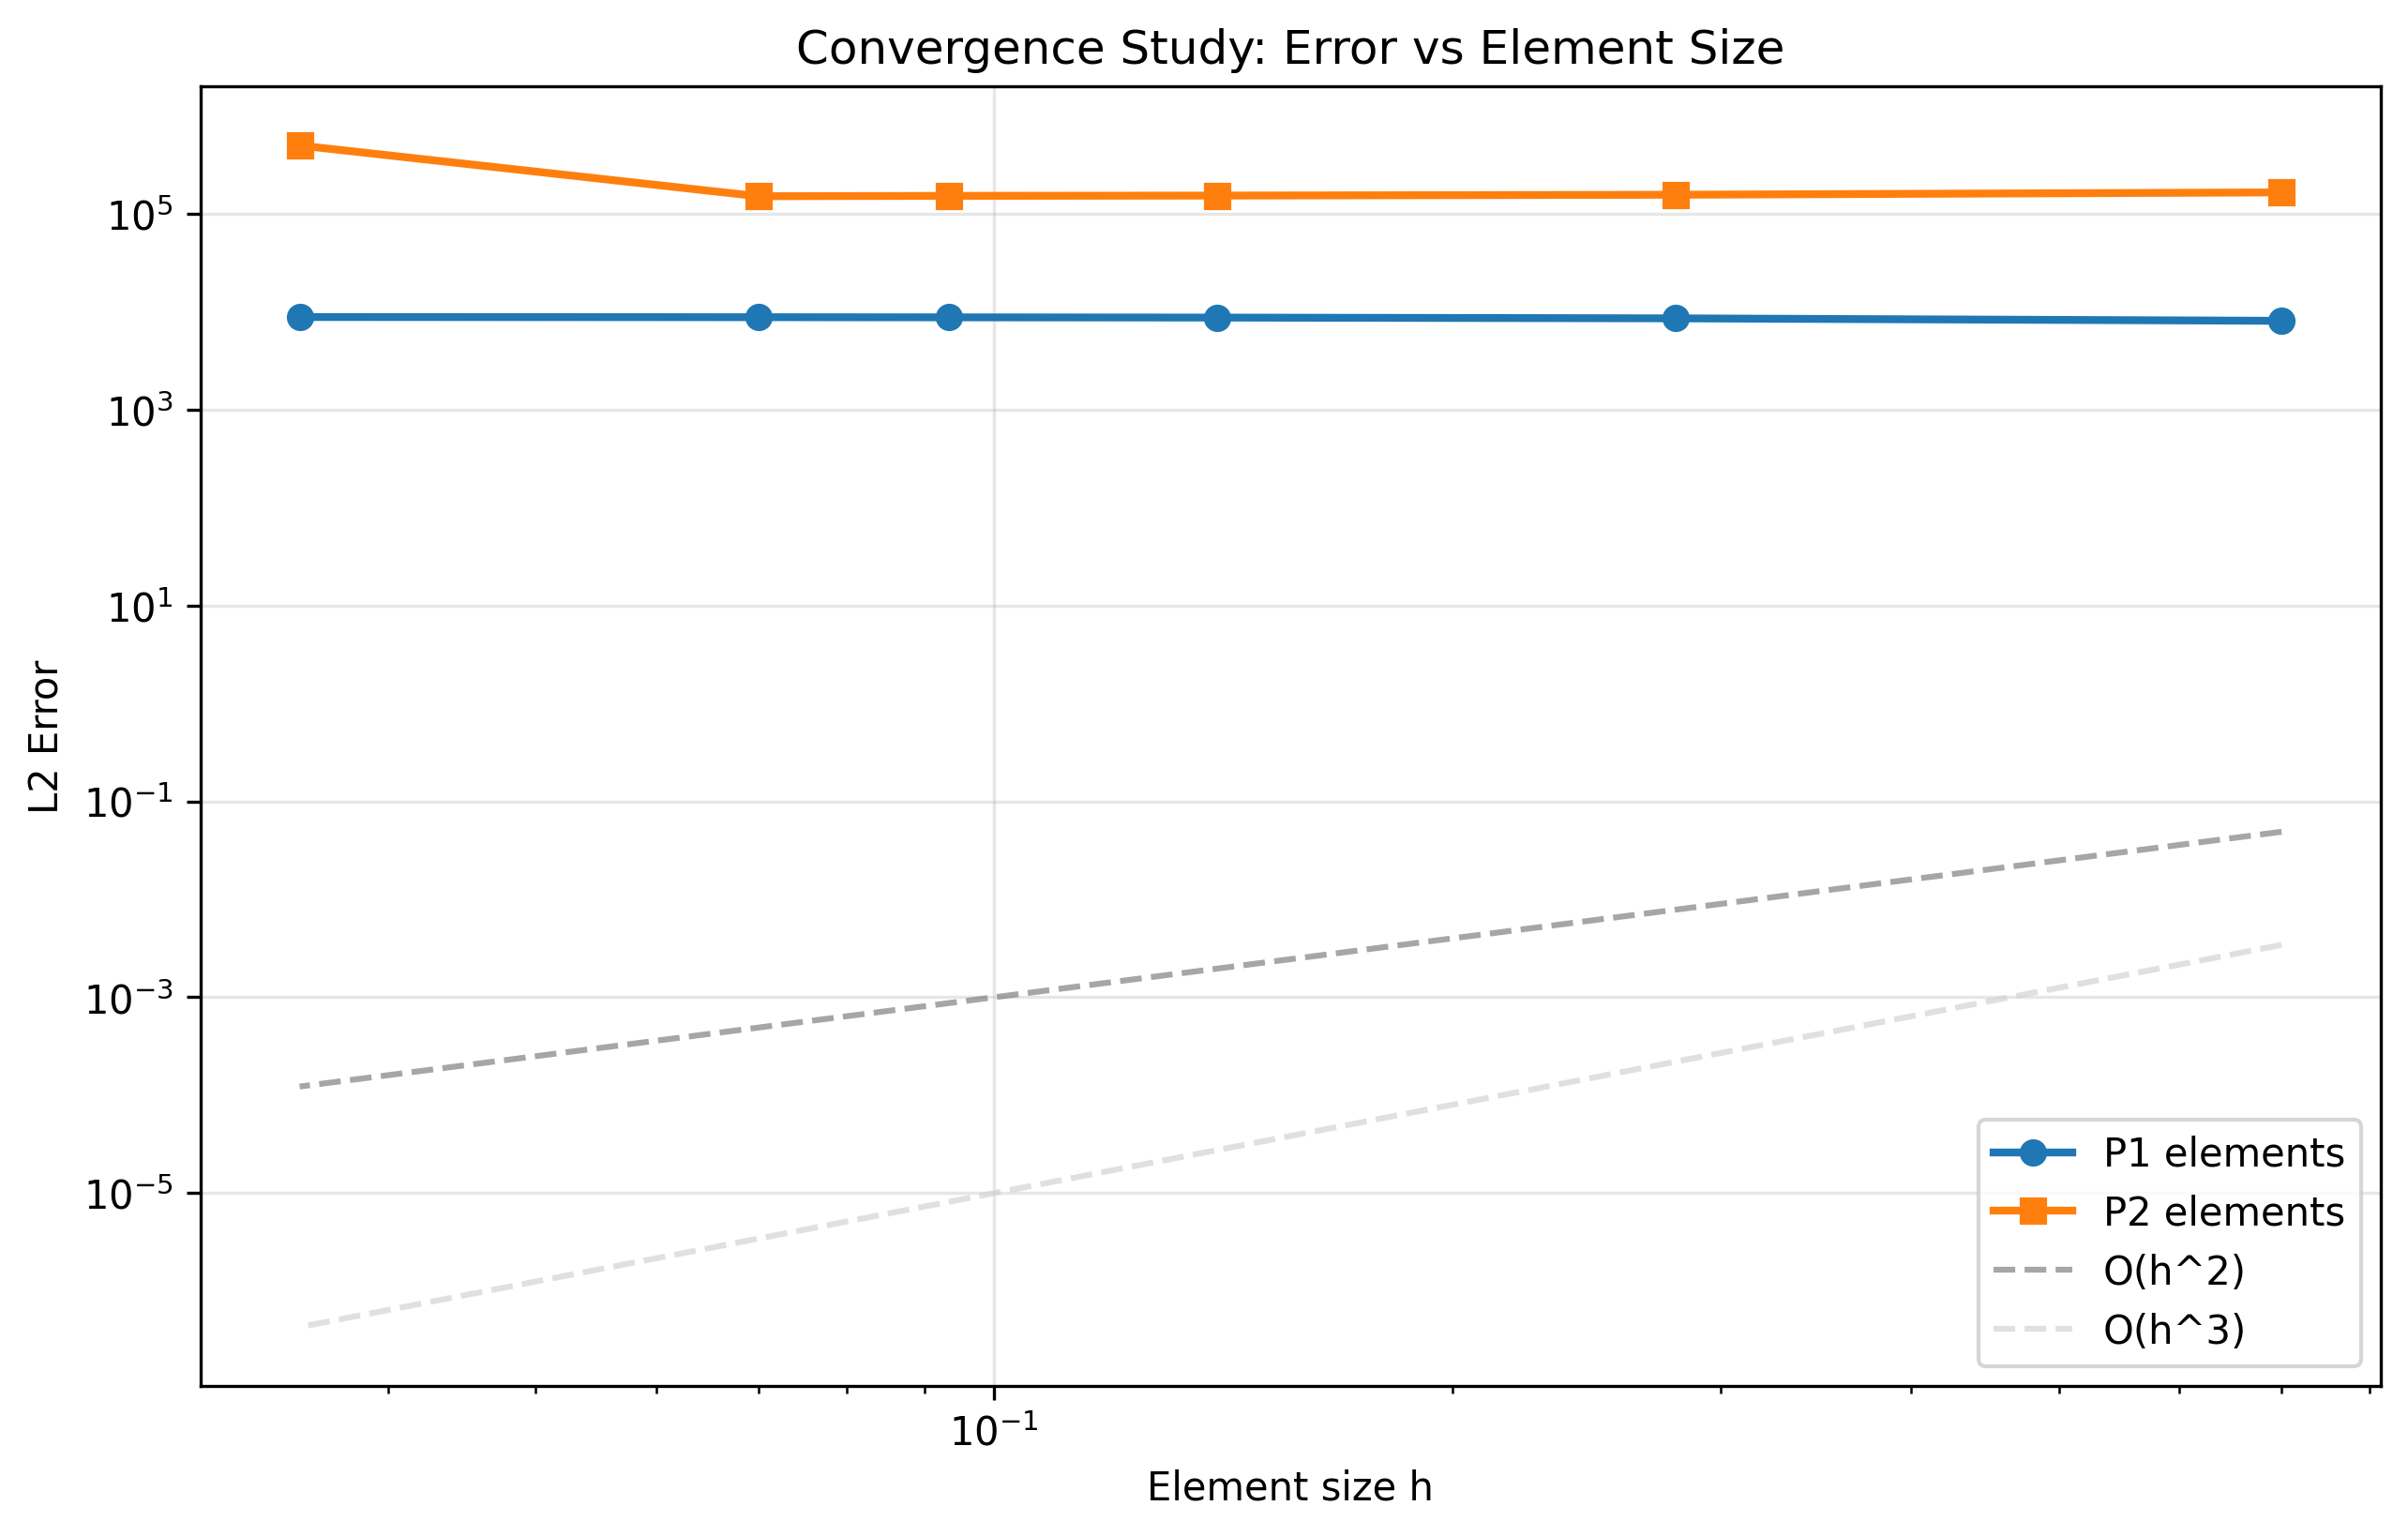 Convergence Study: Error vs Element Size
10⁵
10³
10¹
10⁻¹
10⁻³
10⁻⁵
L2 Error
10⁻¹
Element size h
P1 elements
P2 elements
O(h^2)
O(h^3)